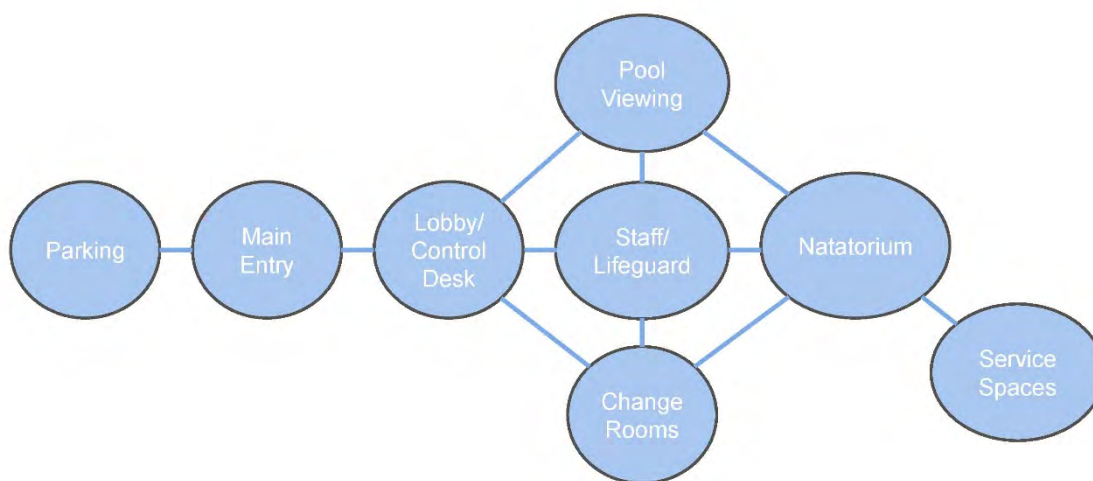 Pool
Viewing
Parking
Main
Entry
Lobby/
Control
Desk
Staff/
Lifeguard
Natatorium
Change
Rooms
Service
Spaces